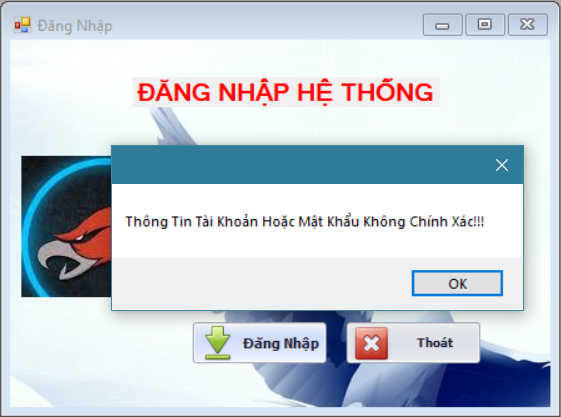 Đăng Nhập
ĐĂNG NHẬP HỆ THỐNG
Thông Tin Tài Khoản Hoặc Mật Khẩu Không Chính Xác!!!
OK
Đăng Nhập
Thoát